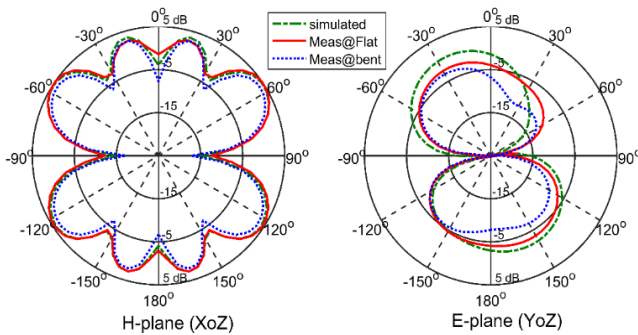 0° 5 dB
-30° 30°
-60° 60°
-90° 90°
-120° 120°
-150° 150°
180°
-5
-15
-15
-5
5 dB
H-plane (XoZ)
simulated
Meas@Flat
Meas@bent
0° 5 dB
-30° 30°
-60° 60°
-90° 90°
-120° 120°
-150° 150°
180°
-5
-15
-15
-5
5 dB
E-plane (YoZ)